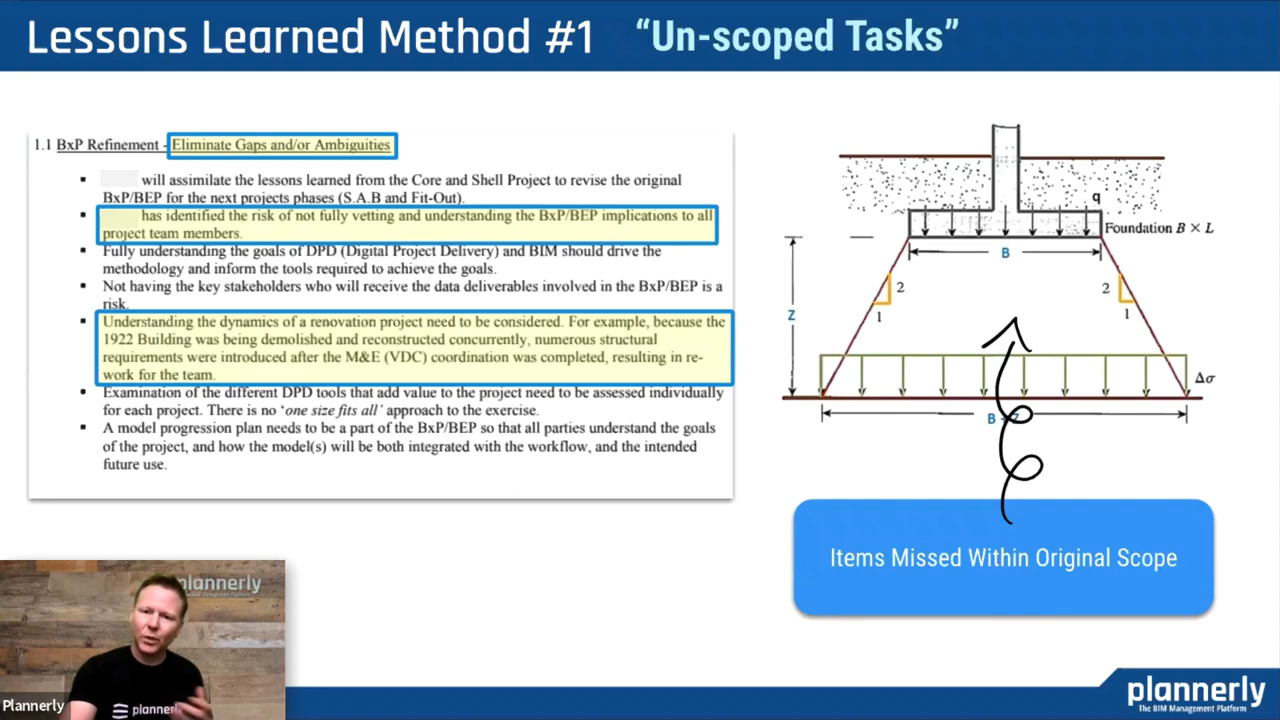 Lessons Learned Method #1 “Un-scoped Tasks”
1.1 BxP Refinement - Eliminate Gaps and/or Ambiguities
▪ will assimilate the lessons learned from the Core and Shell Project to revise the original
BxP/BEP for the next projects phases (S.A.B and Fit-Out).
▪ has identified the risk of not fully vetting and understanding the BxP/BEP implications to all
project team members.
▪ Fully understanding the goals of DPD (Digital Project Delivery) and BIM should drive the
methodology and inform the tools required to achieve the goals.
▪ Not having the key stakeholders who will receive the data deliverables involved in the BxP/BEP is a
risk.
▪ Understanding the dynamics of a renovation project need to be considered. For example, because the
1922 Building was being demolished and reconstructed concurrently, numerous structural
requirements were introduced after the M&E (VDC) coordination was completed, resulting in re-
work for the team.
▪ Examination of the different DPD tools that add value to the project need to be assessed individually
for each project. There is no ‘one size fits all’ approach to the exercise.
▪ A model progression plan needs to be a part of the BxP/BEP so that all parties understand the goals
of the project, and how the model(s) will be both integrated with the workflow, and the intended
future use.
q
Foundation B × L
B
2
1
2
1
Z
Δσ
B
Items Missed Within Original Scope
plannerly
Plannerly
plannerly
plannerly
The BIM Management Platform